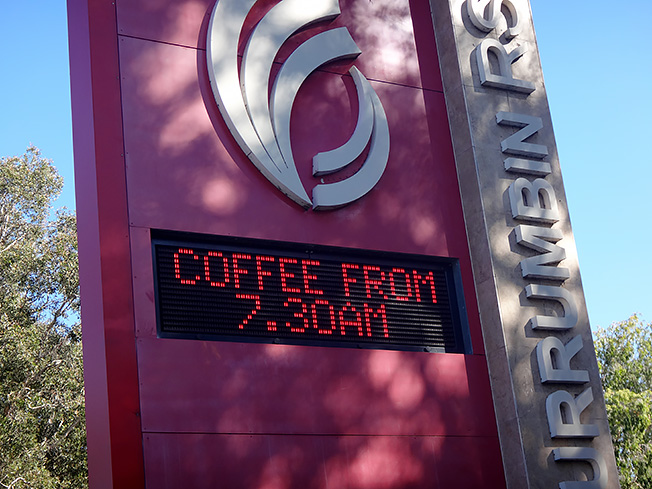 COFFEE FROM
7.30AM
URRUMBIN RS